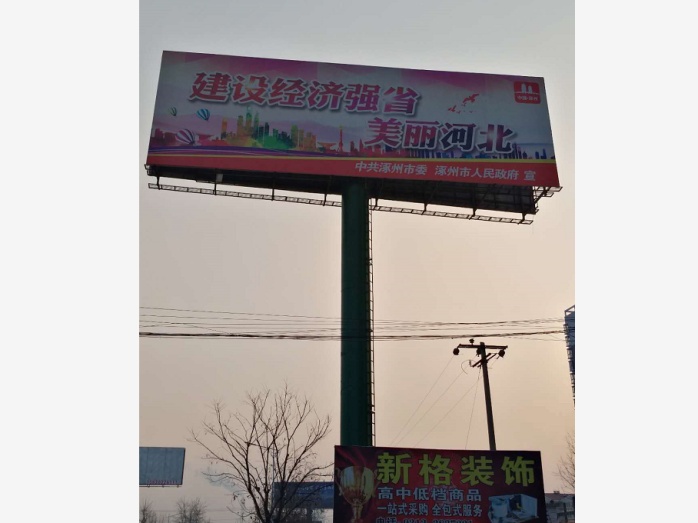 建设经济强省
美丽河北
中共涿州市委 涿州市人民政府 宣
新格装饰
高中低档商品
一站式采购 全包式服务